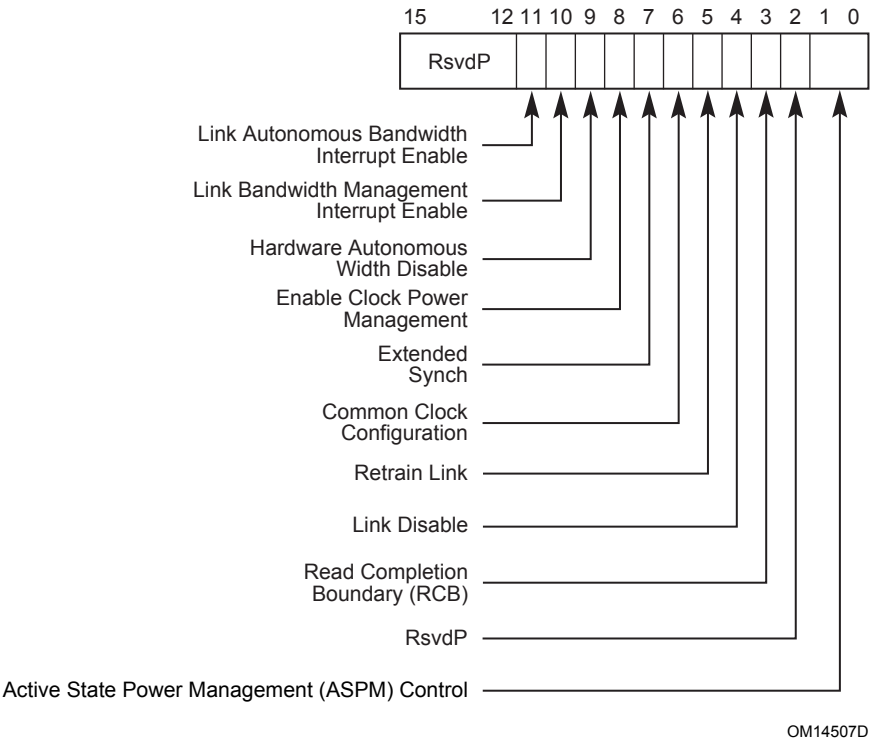 15 12 11 10 9 8 7 6 5 4 3 2 1 0
RsvdP
Link Autonomous Bandwidth
Interrupt Enable
Link Bandwidth Management
Interrupt Enable
Hardware Autonomous
Width Disable
Enable Clock Power
Management
Extended
Synch
Common Clock
Configuration
Retrain Link
Link Disable
Read Completion
Boundary (RCB)
RsvdP
Active State Power Management (ASPM) Control
OM14507D